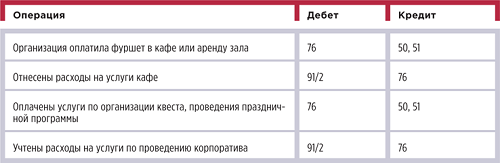 Операция Дебет Кредит
Организация оплатила фуршет в кафе или аренду зала 76 50, 51
Отнесены расходы на услуги кафе 91/2 76
Оплачены услуги по организации квеста, проведения празднич-
ной программы 76 50, 51
Учтены расходы на услуги по проведению корпоратива 91/2 76